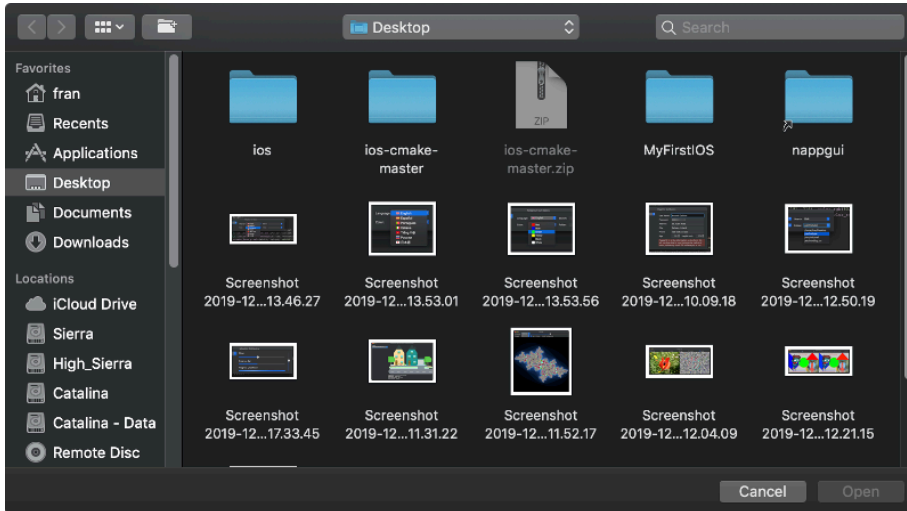 Desktop
Search
Favorites
fran
Recents
Applications
Desktop
Documents
Downloads
Locations
iCloud Drive
Sierra
High_Sierra
Catalina
Catalina - Data
Remote Disc
ios
ios-cmake-
master
ZIP
ios-cmake-
master.zip
MyFirstIOS
nappgui
Screenshot
2019-12...13.46.27
Screenshot
2019-12...13.53.01
Screenshot
2019-12...13.53.56
Screenshot
2019-12...10.09.18
Screenshot
2019-12...12.50.19
Screenshot
2019-12...17.33.45
Screenshot
2019-12...11.31.22
Screenshot
2019-12...11.52.17
Screenshot
2019-12...12.04.09
Screenshot
2019-12...12.21.15
Cancel
Open